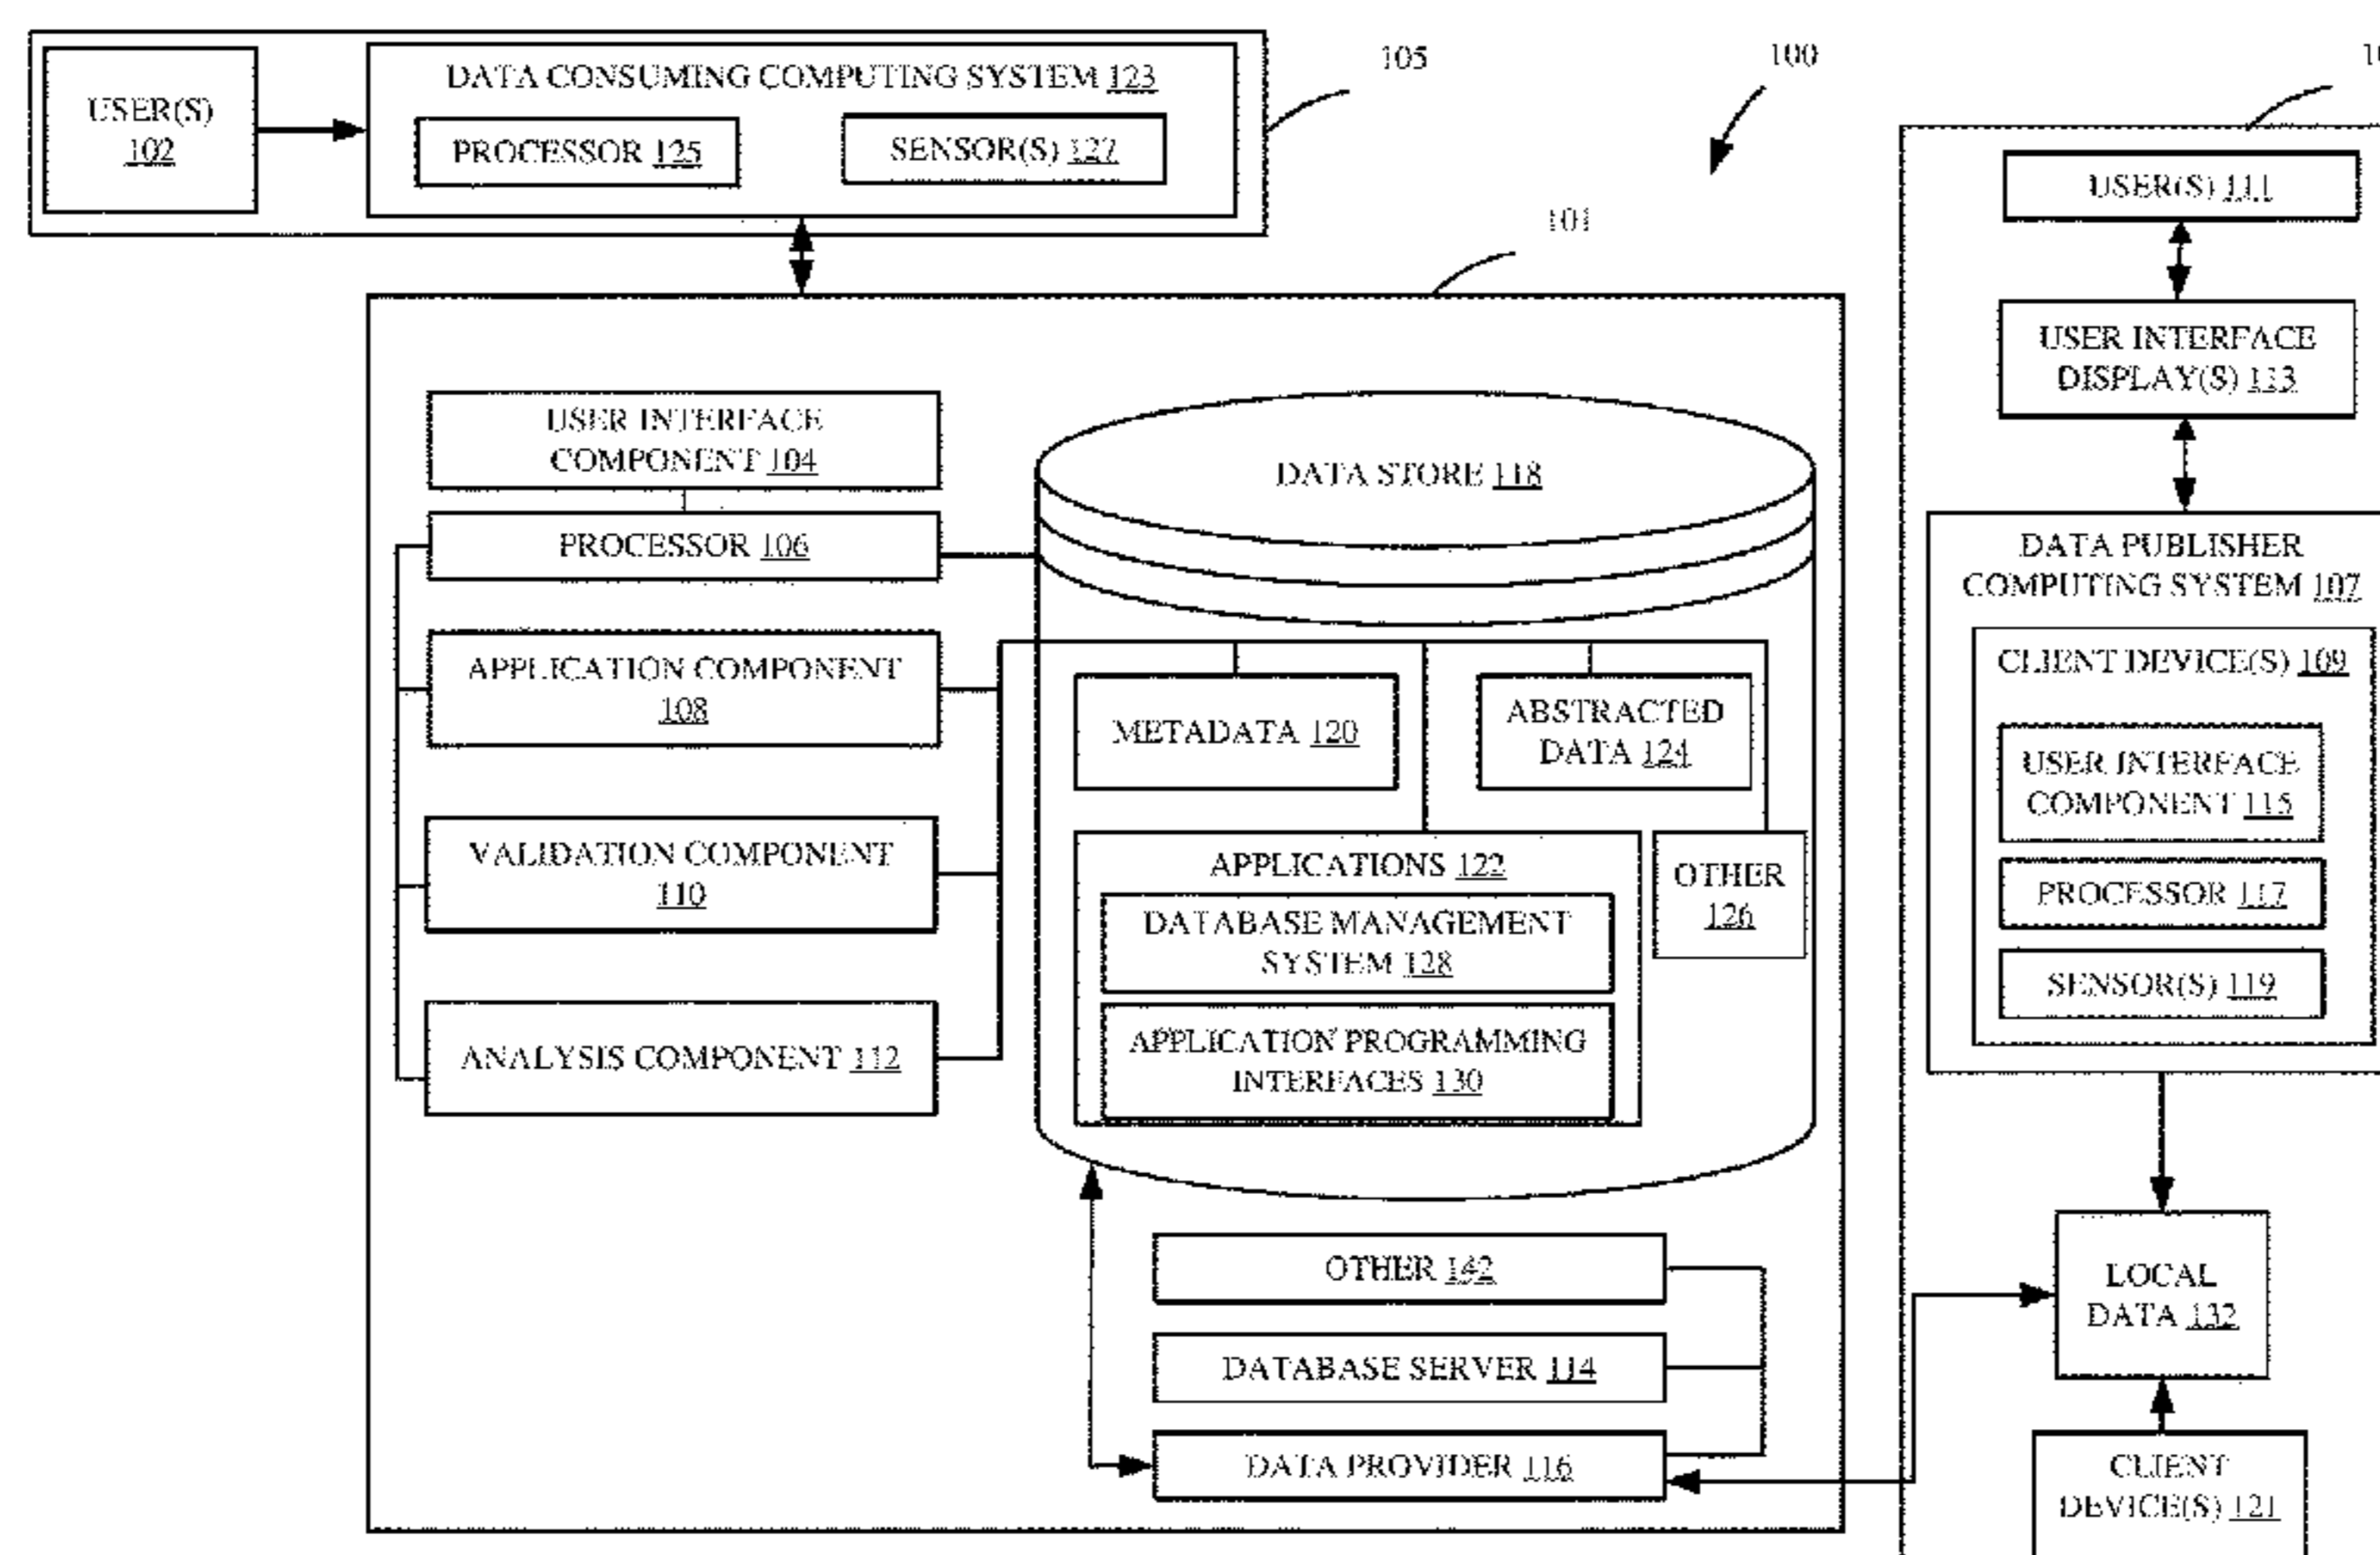 105
100
USER(S)
102
DATA CONSUMING COMPUTING SYSTEM 123
PROCESSOR 125
SENSOR(S) 127
101
USER INTERFACE
COMPONENT 104
PROCESSOR 106
APPLICATION COMPONENT
108
VALIDATION COMPONENT
110
ANALYSIS COMPONENT 112
DATA STORE 118
METADATA 120
ABSTRACTED
DATA 124
APPLICATIONS 122
DATABASE MANAGEMENT
SYSTEM 128
APPLICATION PROGRAMMING
INTERFACES 130
OTHER
126
OTHER 142
DATABASE SERVER 114
DATA PROVIDER 116
USER(S) 111
USER INTERFACE
DISPLAY(S) 113
DATA PUBLISHER
COMPUTING SYSTEM 107
CLIENT DEVICE(S) 109
USER INTERFACE
COMPONENT 115
PROCESSOR 117
SENSOR(S) 119
LOCAL
DATA 132
CLIENT
DEVICE(S) 121